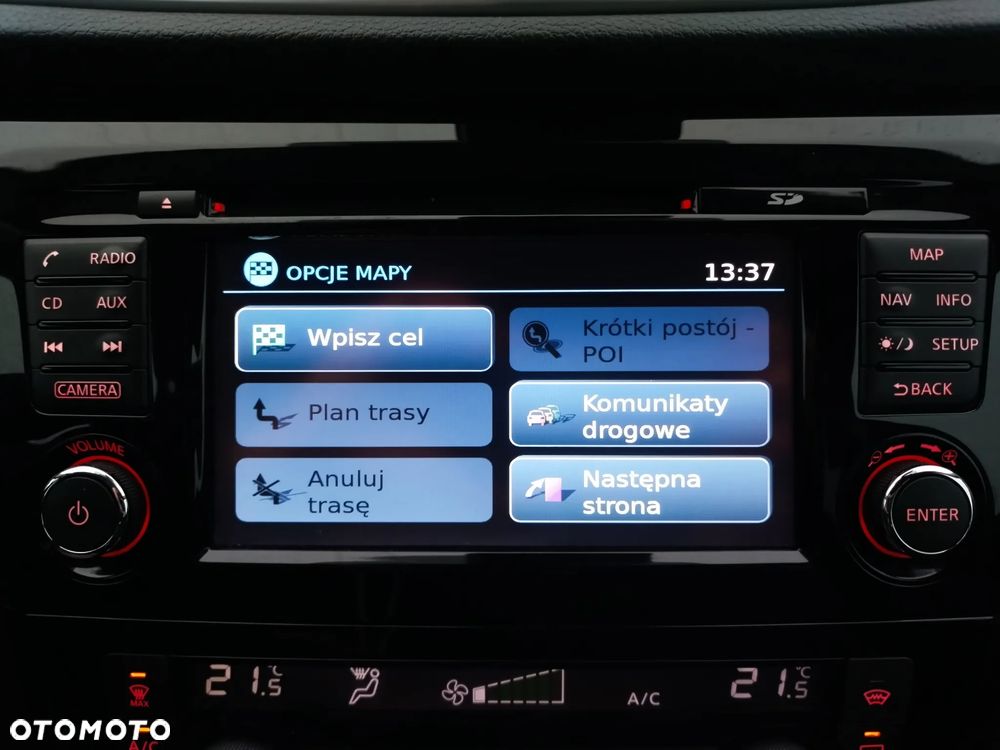 SD
RADIO
CD AUX
CAMERA
VOLUME
OPCJE MAPY 13:37
Wpisz cel
Krótki postój -
POI
Plan trasy
Komunikaty
drogowe
Anuluj
trasę
Następna
strona
MAP
NAV INFO
SETUP
BACK
ENTER
21.5°C
A/C
21.5°C
MAX
A/C
OTOMOTO